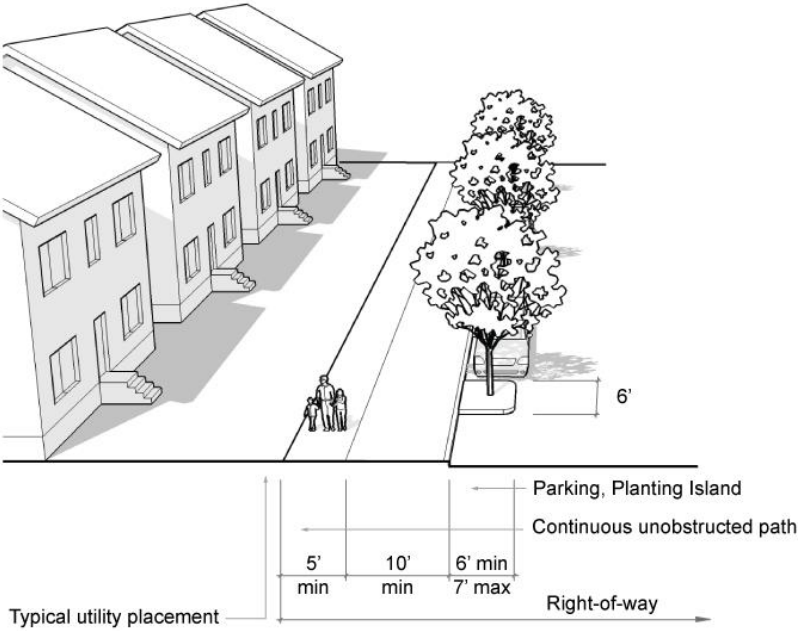 6’
Parking, Planting Island
Continuous unobstructed path
5’ 10’ 6’ min
min min 7’ max
Right-of-way
Typical utility placement